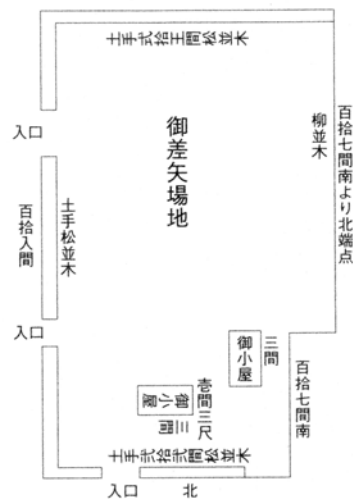 土手弐拾五間松並木
百拾七間南より北端点
柳並木
御差矢場地
入口
土手松並木
百拾八間
入口
三間
御小屋
百拾七間南
壱間三尺
御小屋
三間
土手弐拾弐間松並木
入口
北